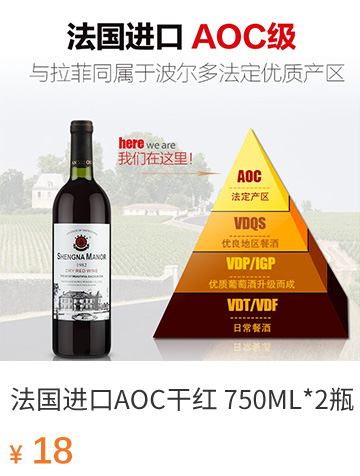 法国进口 AOC级
与拉菲同属于波尔多法定优质产区
here we are
我们在这里!
AOC
法定产区
VDQS
优良地区餐酒
VDP/IGP
优质葡萄酒升级而成
VDT/VDF
日常餐酒
SHENGNA MANOR
1982
DRY RED WINE
法国进口AOC干红 750ML*2瓶
¥ 18